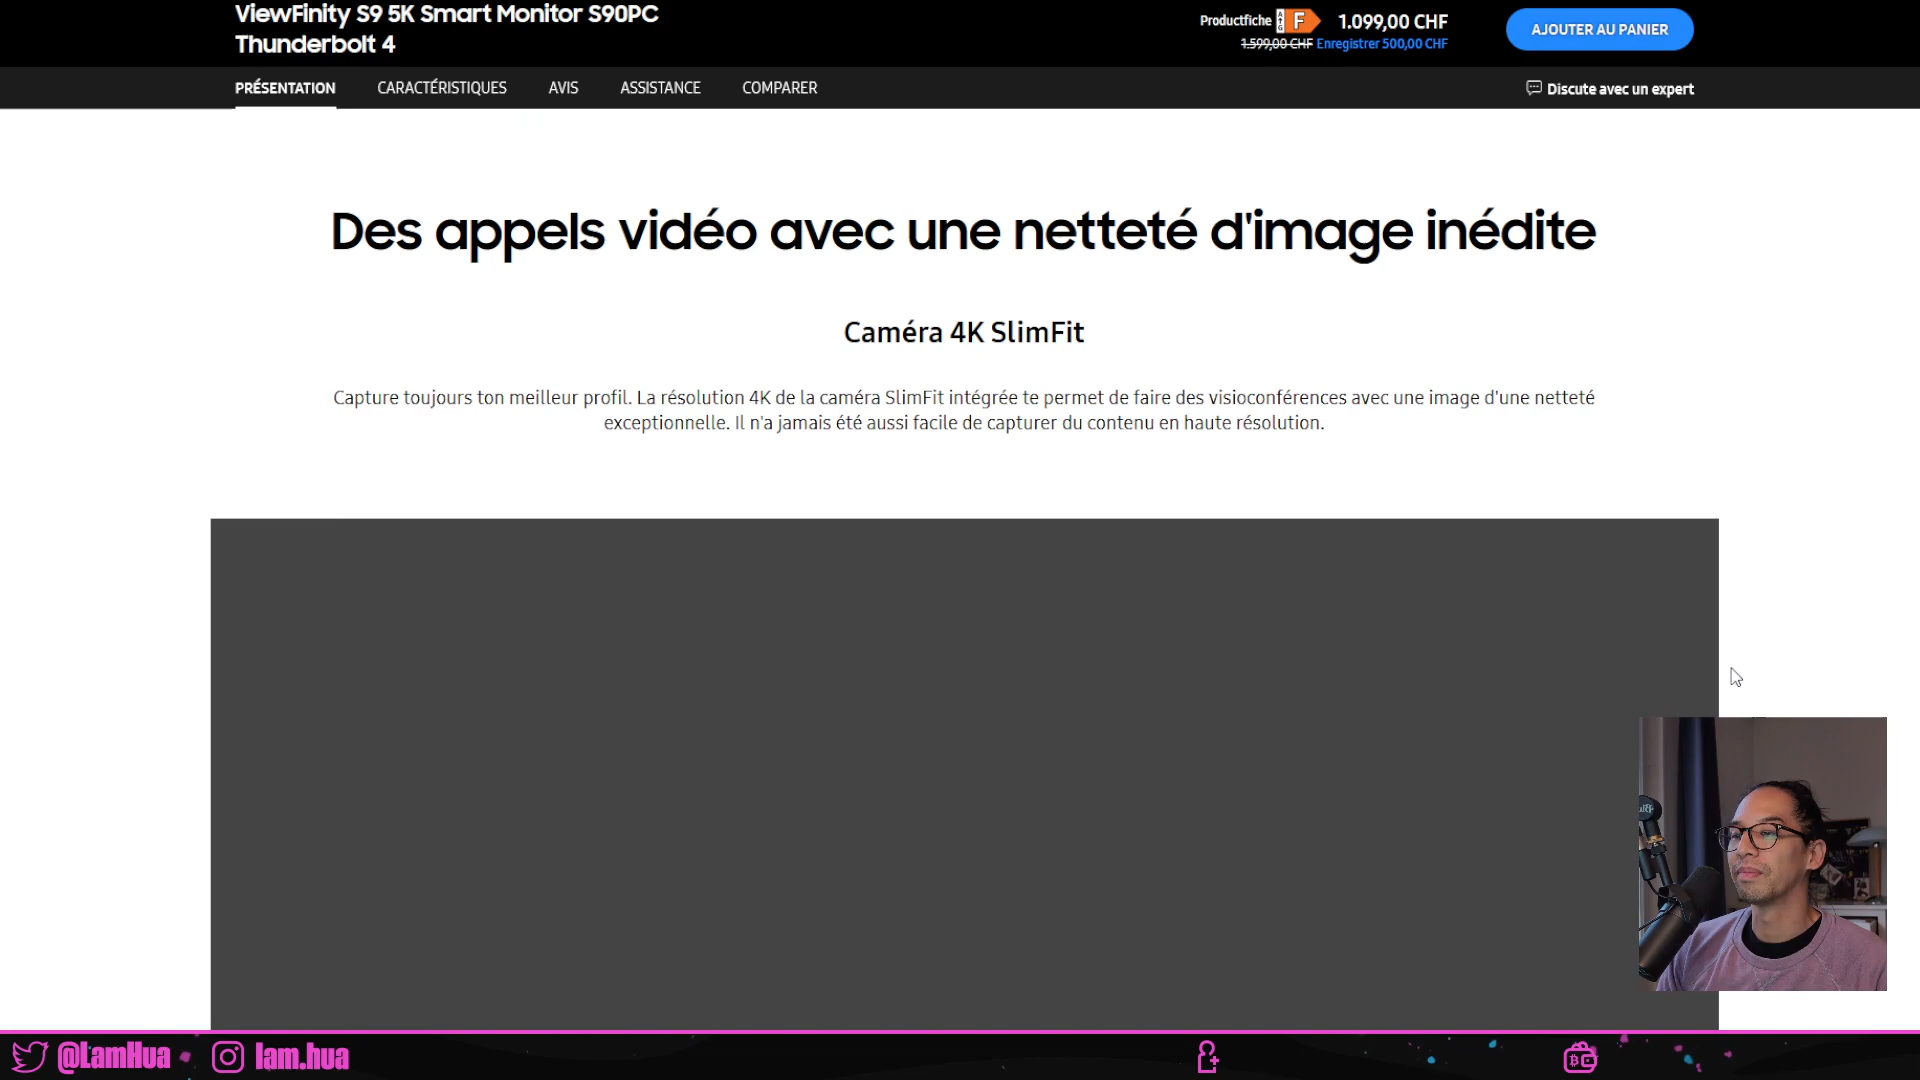 ViewFinity S9 5K Smart Monitor S90PC
Thunderbolt 4
Productfiche
A
G
F
1.099,00 CHF
1.599,00 CHF Enregistrer 500,00 CHF
AJOUTER AU PANIER
PRÉSENTATION
CARACTÉRISTIQUES
AVIS
ASSISTANCE
COMPARER
Discute avec un expert
Des appels vidéo avec une netteté d'image inédite
Caméra 4K SlimFit
Capture toujours ton meilleur profil. La résolution 4K de la caméra SlimFit intégrée te permet de faire des visioconférences avec une image d'une netteté
exceptionnelle. Il n'a jamais été aussi facile de capturer du contenu en haute résolution.
@LamHua
lam.hua